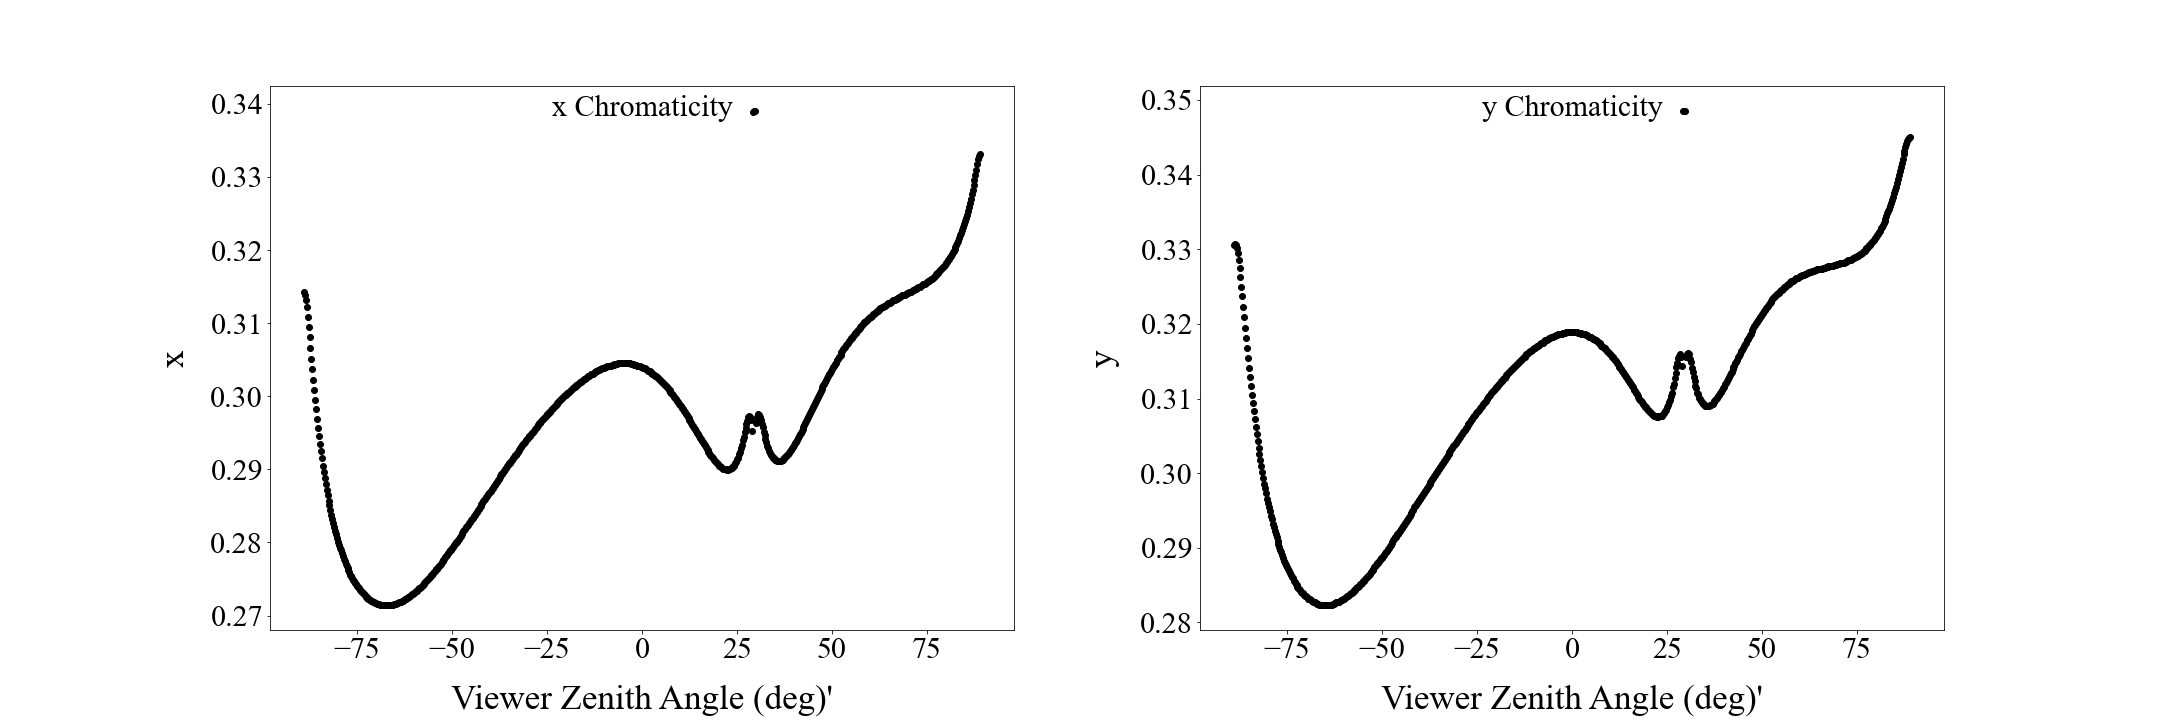 x Chromaticity
0.34
0.33
0.32
0.31
0.30
0.29
0.28
0.27
x
−75 −50 −25 0 25 50 75
Viewer Zenith Angle (deg)'
y Chromaticity
0.35
0.34
0.33
0.32
0.31
0.30
0.29
0.28
y
−75 −50 −25 0 25 50 75
Viewer Zenith Angle (deg)'